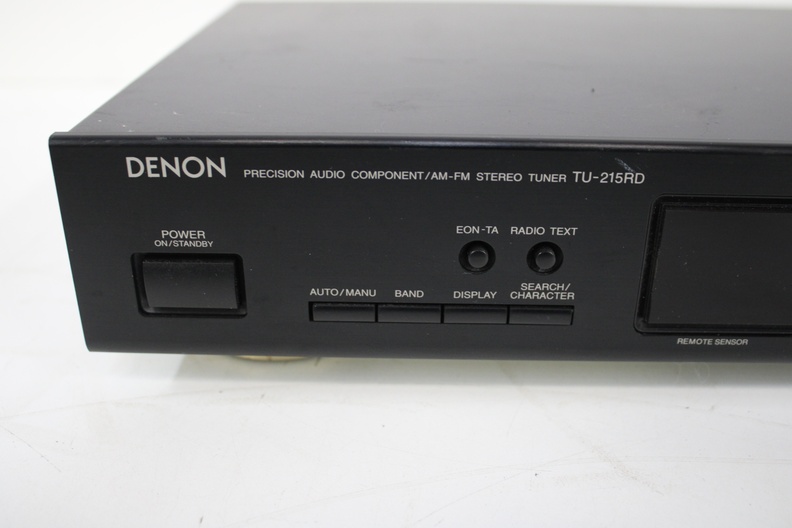 DENON PRECISION AUDIO COMPONENT/AM-FM STEREO TUNER TU-215RD
POWER
ON/STANDBY
EON-TA RADIO TEXT
AUTO/MANU BAND DISPLAY SEARCH/
CHARACTER
REMOTE SENSOR